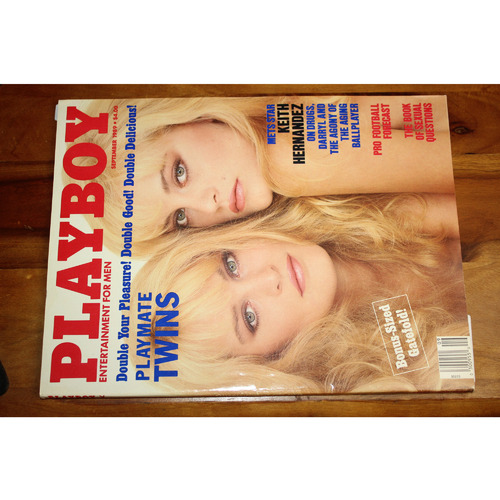 PLAYBOY
ENTERTAINMENT FOR MEN
SEPTEMBER 1989 • $4.00
Double Your Pleasure! Double Good! Double Delicious!
PLAYMATE
TWINS
METS STAR
KEITH
HERNANDEZ
ON DRUGS,
DARRYL AND
THE AGONY OF
THE AGING
BALLPLAYER
PRO FOOTBALL
FORECAST
THE BOOK
OF SEXUAL
QUESTIONS
Bonus-Sized
Gatefold!
PLAYBOY